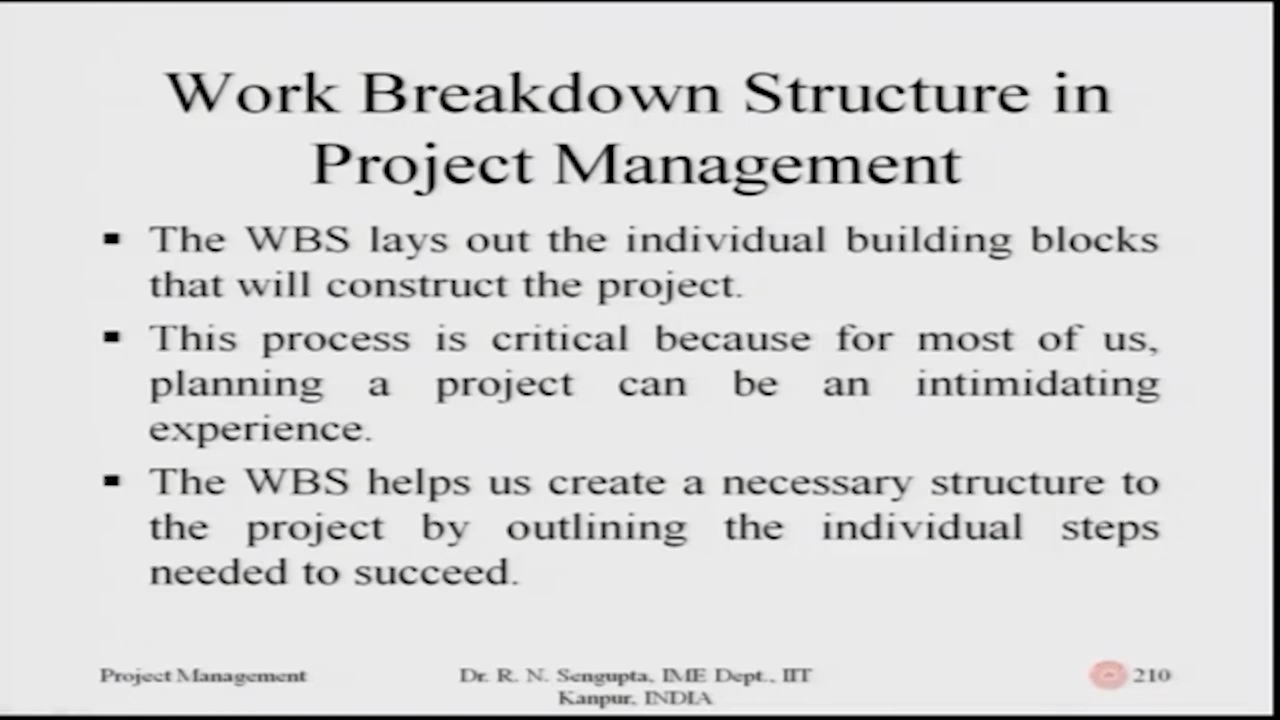 Work Breakdown Structure in
Project Management
▪ The WBS lays out the individual building blocks
that will construct the project.
▪ This process is critical because for most of us,
planning a project can be an intimidating
experience.
▪ The WBS helps us create a necessary structure to
the project by outlining the individual steps
needed to succeed.
Project Management
Dr. R. N. Sengupta, IME Dept., IIT
Kanpur, INDIA
210